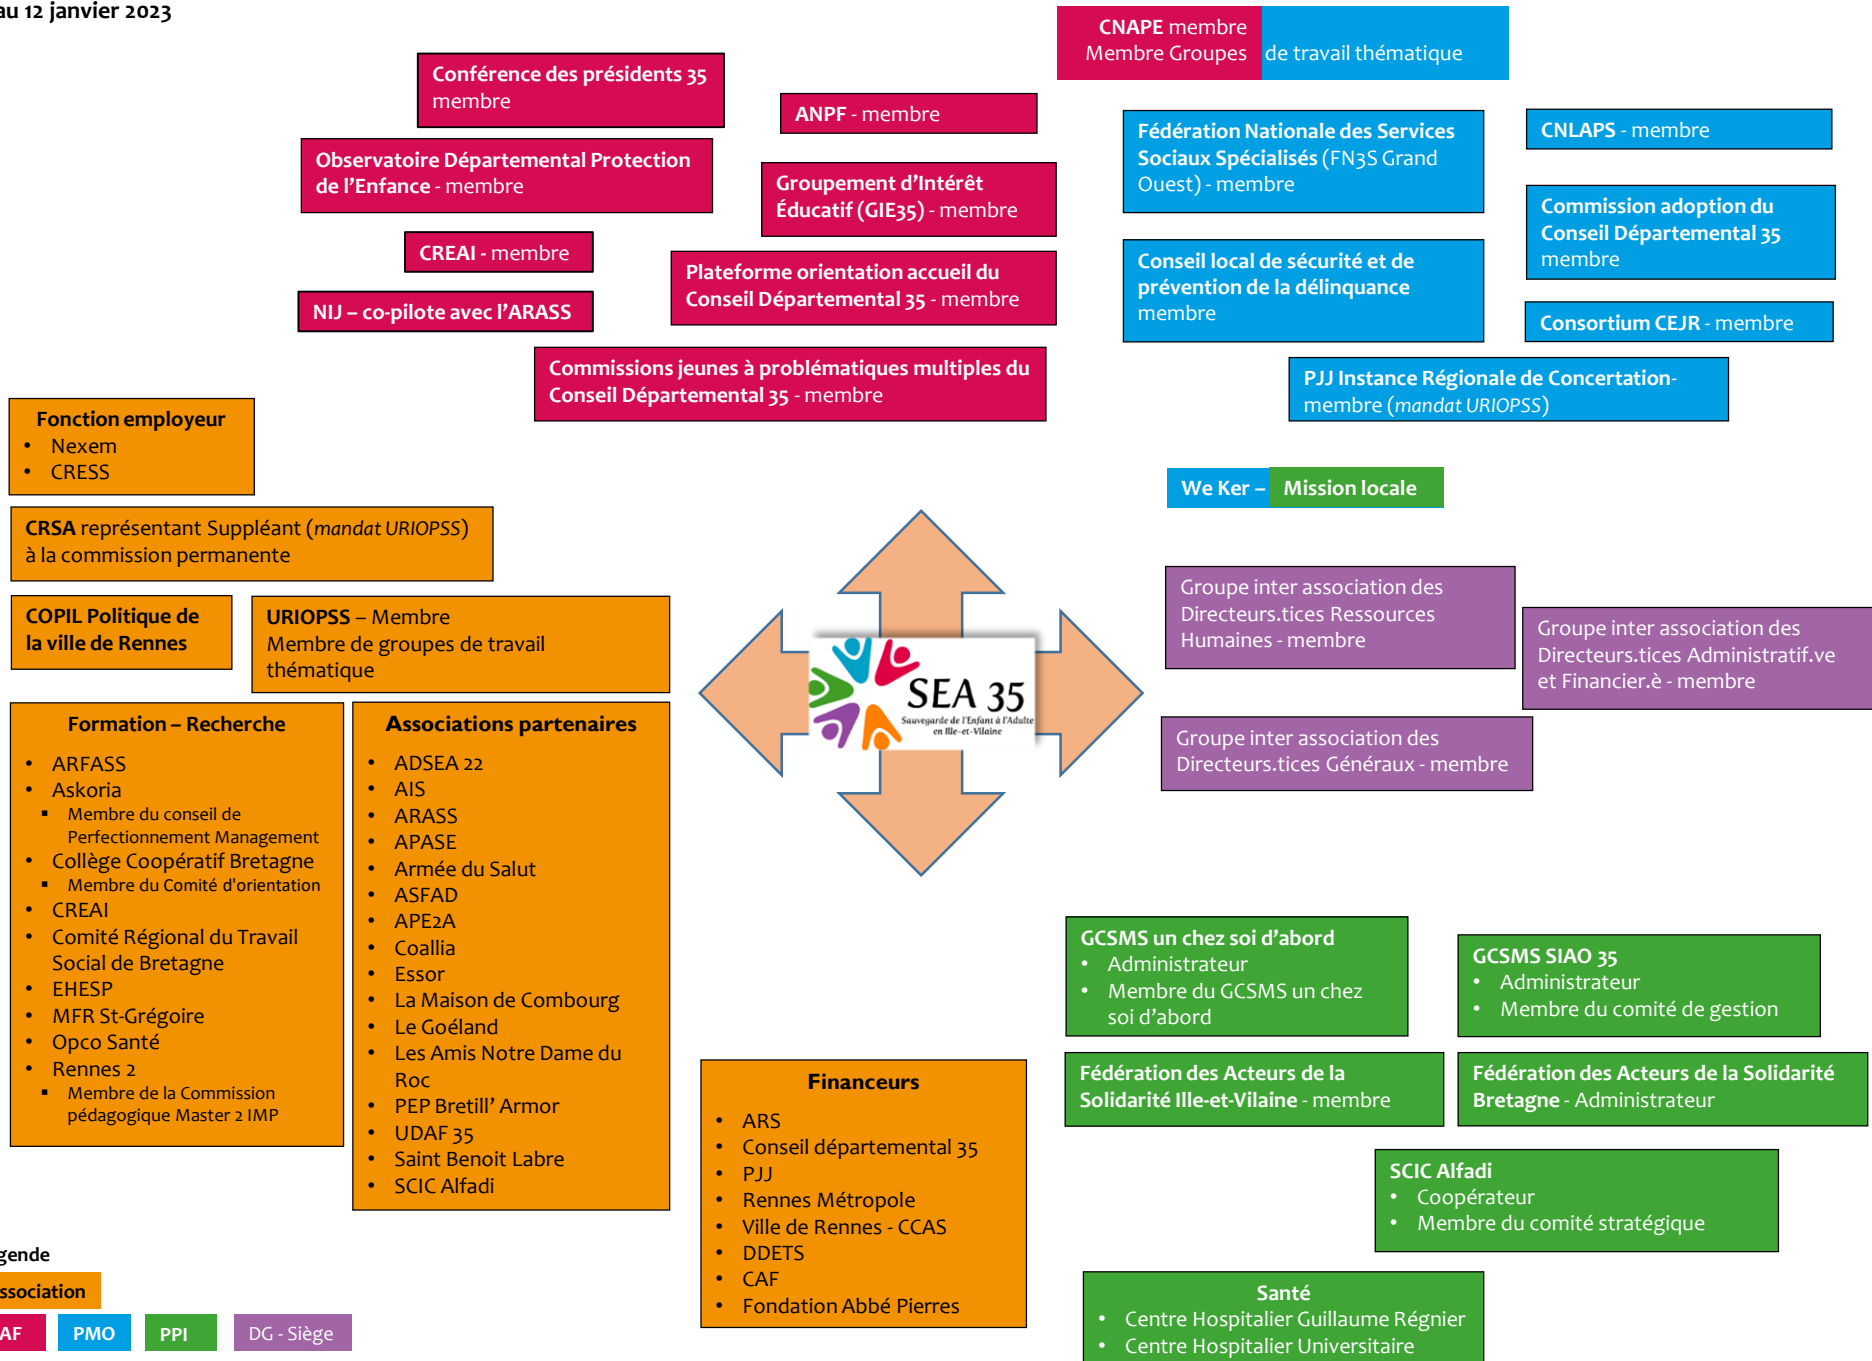 au 12 janvier 2023
CNAPE membre
Membre Groupes de travail thématique
Conférence des présidents 35
membre
ANPF - membre
Observatoire Départemental Protection
de l'Enfance - membre
Groupement d'Intérêt
Éducatif (GIE35) - membre
CREAI - membre
Plateforme orientation accueil du
Conseil Départemental 35 - membre
NIJ – co-pilote avec l'ARASS
Commissions jeunes à problématiques multiples du
Conseil Départemental 35 - membre
Fédération Nationale des Services
Sociaux Spécialisés (FN3S Grand
Ouest) - membre
CNLAPS - membre
Commission adoption du
Conseil Départemental 35
membre
Conseil local de sécurité et de
prévention de la délinquance
membre
Consortium CEJR - membre
PJJ Instance Régionale de Concertation-
membre (mandat URIOPSS)
Fonction employeur
• Nexem
• CRESS
CRSA représentant Suppléant (mandat URIOPSS)
à la commission permanente
COPIL Politique de
la ville de Rennes
URIOPSS – Membre
Membre de groupes de travail
thématique
We Ker – Mission locale
Groupe inter association des
Directeurs.tices Ressources
Humaines - membre
Groupe inter association des
Directeurs.tices Administratif.ve
et Financier.è - membre
Groupe inter association des
Directeurs.tices Généraux - membre
SEA 35
Sauvegarde de l'Enfant à l'Adulte
en Ille-et-Vilaine
Formation – Recherche
• ARFASS
• Askoria
▪ Membre du conseil de
Perfectionnement Management
• Collège Coopératif Bretagne
▪ Membre du Comité d'orientation
• CREAI
• Comité Régional du Travail
Social de Bretagne
• EHESP
• MFR St-Grégoire
• Opco Santé
• Rennes 2
▪ Membre de la Commission
pédagogique Master 2 IMP
Associations partenaires
• ADSEA 22
• AIS
• ARASS
• APASE
• Armée du Salut
• ASFAD
• APE2A
• Coallia
• Essor
• La Maison de Combourg
• Le Goéland
• Les Amis Notre Dame du
Roc
• PEP Bretill' Armor
• UDAF 35
• Saint Benoit Labre
• SCIC Alfadi
Financeurs
• ARS
• Conseil départemental 35
• PJJ
• Rennes Métropole
• Ville de Rennes - CCAS
• DDETS
• CAF
• Fondation Abbé Pierres
GCSMS un chez soi d'abord
• Administrateur
• Membre du GCSMS un chez
soi d'abord
GCSMS SIAO 35
• Administrateur
• Membre du comité de gestion
Fédération des Acteurs de la
Solidarité Ille-et-Vilaine - membre
Fédération des Acteurs de la Solidarité
Bretagne - Administrateur
SCIC Alfadi
• Coopérateur
• Membre du comité stratégique
Santé
• Centre Hospitalier Guillaume Régnier
• Centre Hospitalier Universitaire
gende
ssociation
AF PMO PPI DG - Siège